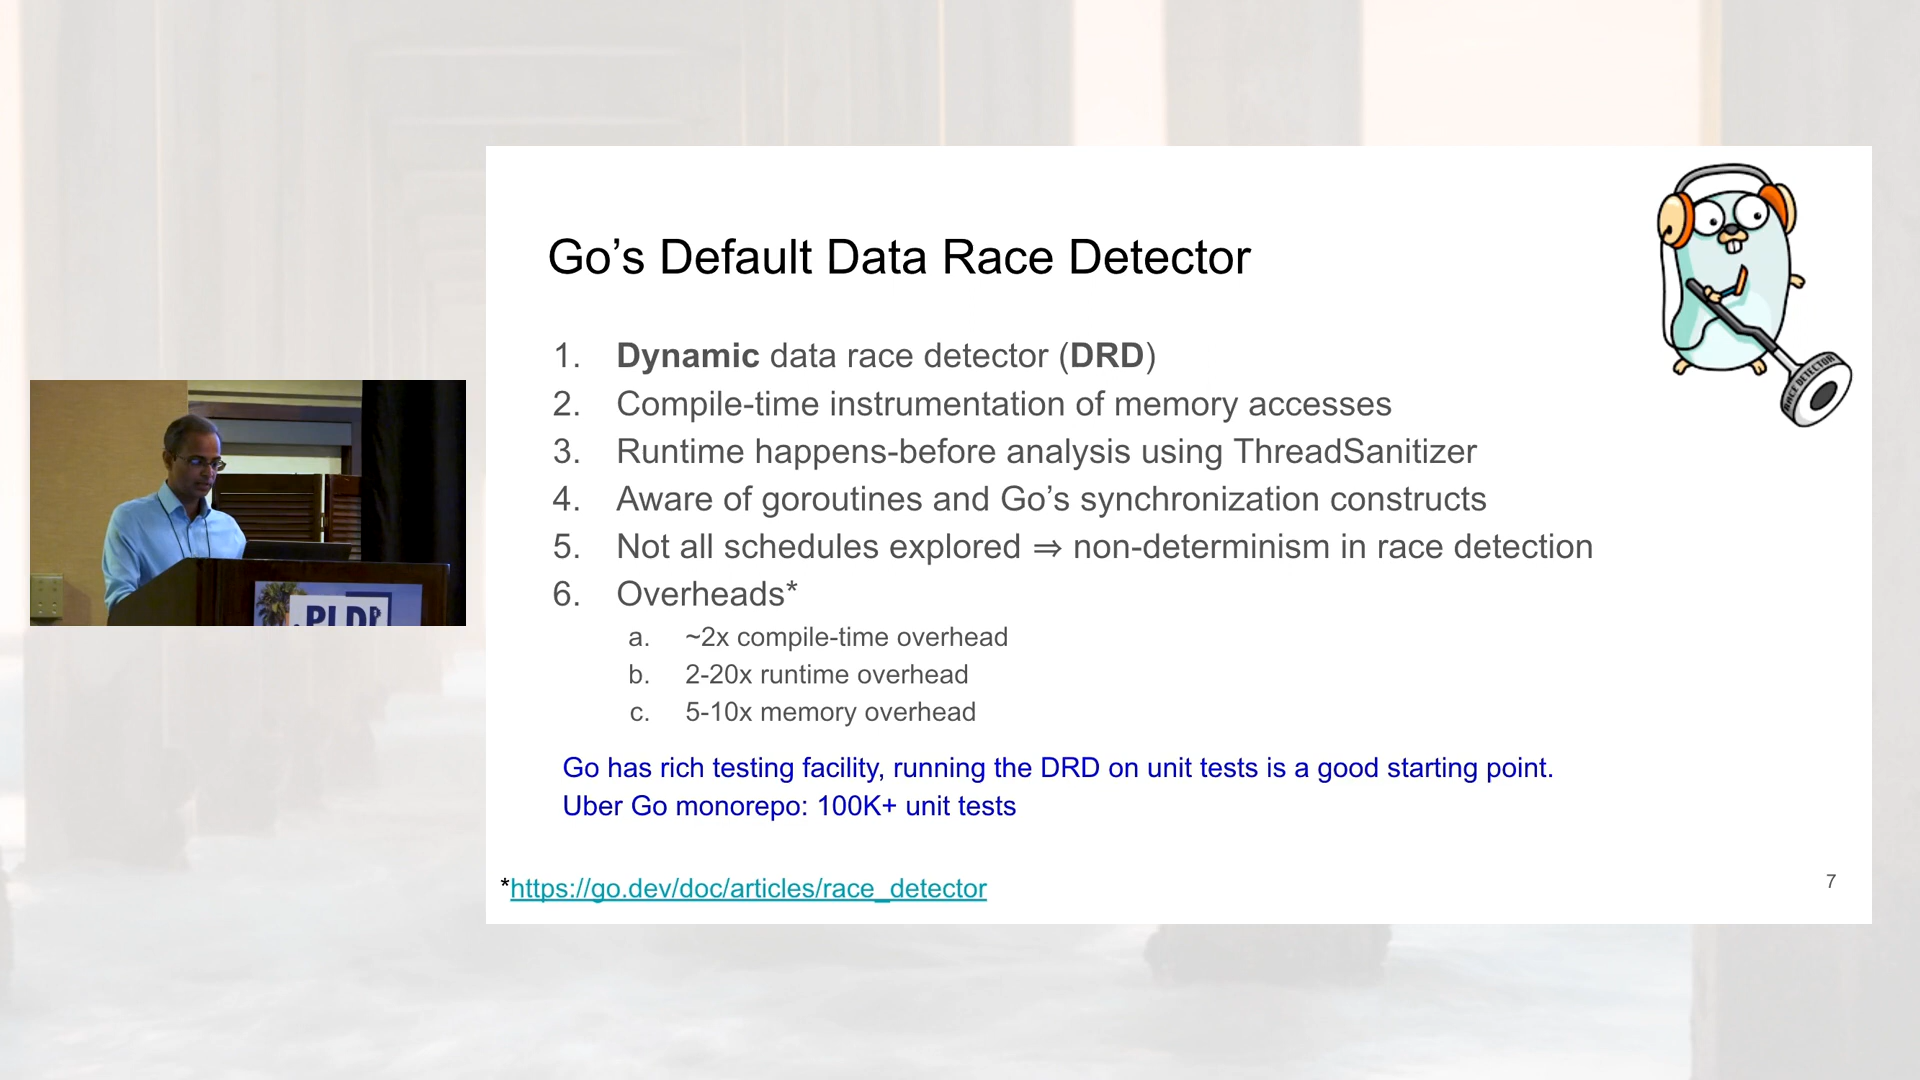 Go’s Default Data Race Detector
1. Dynamic data race detector (DRD)
2. Compile-time instrumentation of memory accesses
3. Runtime happens-before analysis using ThreadSanitizer
4. Aware of goroutines and Go’s synchronization constructs
5. Not all schedules explored ⇒ non-determinism in race detection
6. Overheads*
a. ~2x compile-time overhead
b. 2-20x runtime overhead
c. 5-10x memory overhead
Go has rich testing facility, running the DRD on unit tests is a good starting point.
Uber Go monorepo: 100K+ unit tests
*https://go.dev/doc/articles/race_detector
7
RACE DETECTOR
PLDI